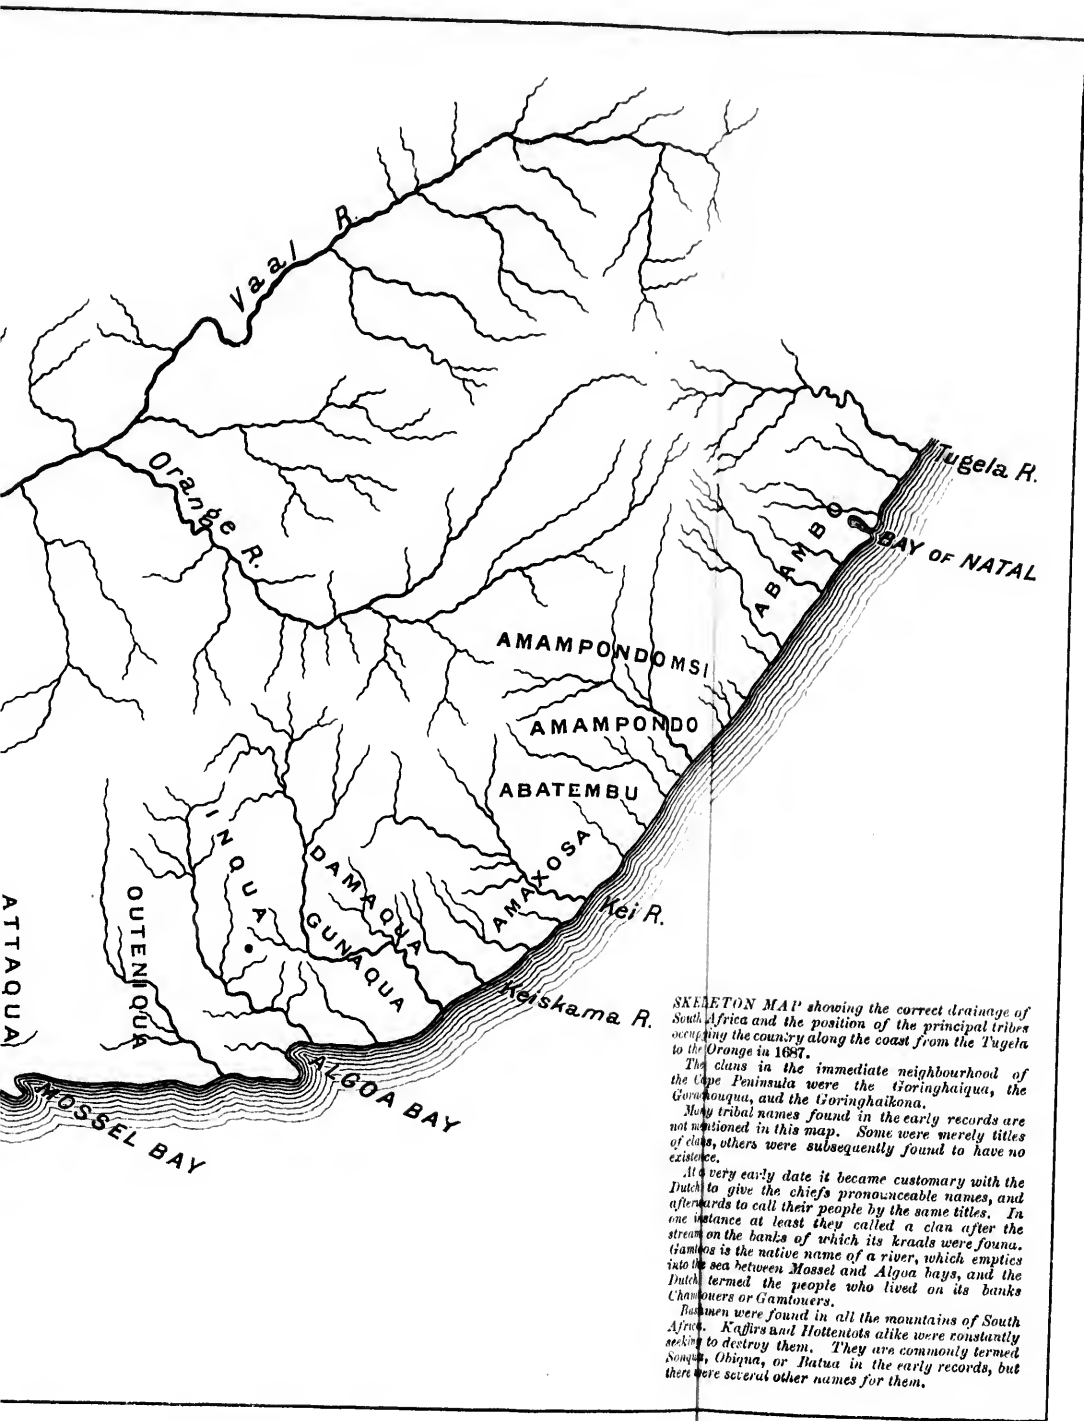 Vaal R.
Orange R.
Tugela R.
BAY OF NATAL
ABAMBO
AMAMPONDOMSI
AMAMPONDO
ABATEMBU
AMAXOSA
Kei R.
INQUA
DAMAQUA
GUNAQUA
OUTENIQUA
ATTAQUA
Keiskama R.
ALGOA BAY
MOSSEL BAY
SKELETON MAP showing the correct drainage of
South Africa and the position of the principal tribes
occupying the country along the coast from the Tugela
to the Oronge in 1687.
The clans in the immediate neighbourhood of
the Cape Peninsula were the Goringhaiqua, the
Gorachouqua, and the Goringhaikona.
Many tribal names found in the early records are
not mentioned in this map. Some were merely titles
of clans, others were subsequently found to have no
existence.
At a very early date it became customary with the
Dutch to give the chiefs pronounceable names, and
afterwards to call their people by the same titles. In
one instance at least they called a clan after the
stream on the banks of which its kraals were found.
Gamtoos is the native name of a river, which empties
into the sea between Mossel and Algoa bays, and the
Dutch termed the people who lived on its banks
Chamtouers or Gamtouers.
Bushmen were found in all the mountains of South
Africa. Kaffirs and Hottentots alike were constantly
seeking to destroy them. They are commonly termed
Sonqua, Obiqua, or Batua in the early records, but
there were several other names for them.